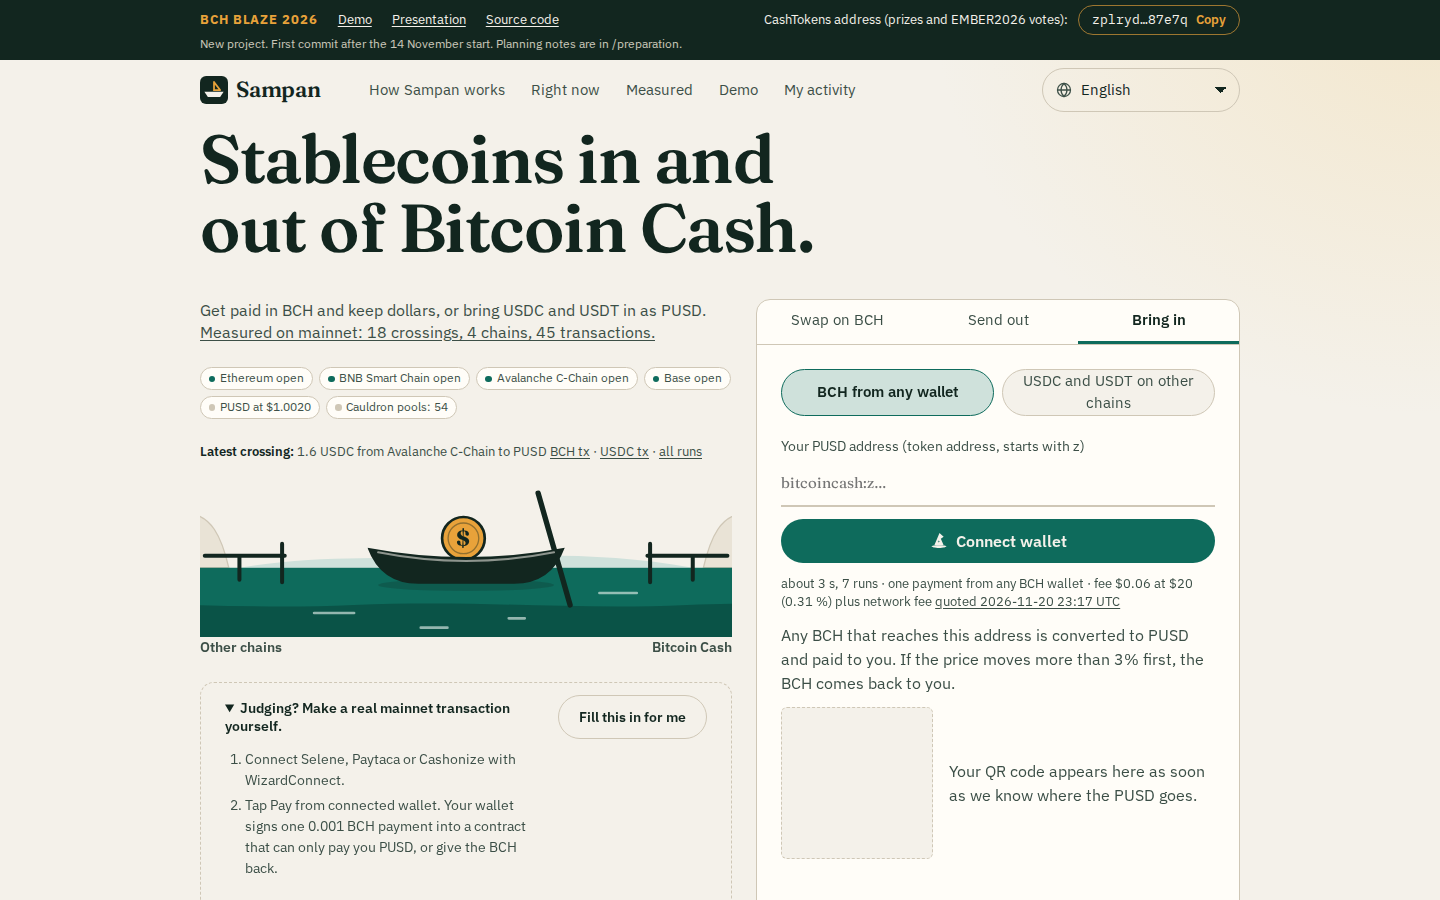 BCH BLAZE 2026 Demo Presentation Source code CashTokens address (prizes and EMBER2026 votes): zplryd…87e7q Copy
New project. First commit after the 14 November start. Planning notes are in /preparation.
Sampan How Sampan works Right now Measured Demo My activity English
Stablecoins in and
out of Bitcoin Cash.
Get paid in BCH and keep dollars, or bring USDC and USDT in as PUSD.
Measured on mainnet: 18 crossings, 4 chains, 45 transactions.
Ethereum open BNB Smart Chain open Avalanche C-Chain open Base open
PUSD at $1.0020 Cauldron pools: 54
Latest crossing: 1.6 USDC from Avalanche C-Chain to PUSD BCH tx · USDC tx · all runs
$
Other chains Bitcoin Cash
Judging? Make a real mainnet transaction
yourself.
Fill this in for me
1. Connect Selene, Paytaca or Cashonize with
WizardConnect.
2. Tap Pay from connected wallet. Your wallet
signs one 0.001 BCH payment into a contract
that can only pay you PUSD, or give the BCH
back.
Swap on BCH Send out Bring in
BCH from any wallet
USDC and USDT on other
chains
Your PUSD address (token address, starts with z)
bitcoincash:z...
Connect wallet
about 3 s, 7 runs · one payment from any BCH wallet · fee $0.06 at $20
(0.31 %) plus network fee quoted 2026-11-20 23:17 UTC
Any BCH that reaches this address is converted to PUSD
and paid to you. If the price moves more than 3% first, the
BCH comes back to you.
Your QR code appears here as soon
as we know where the PUSD goes.